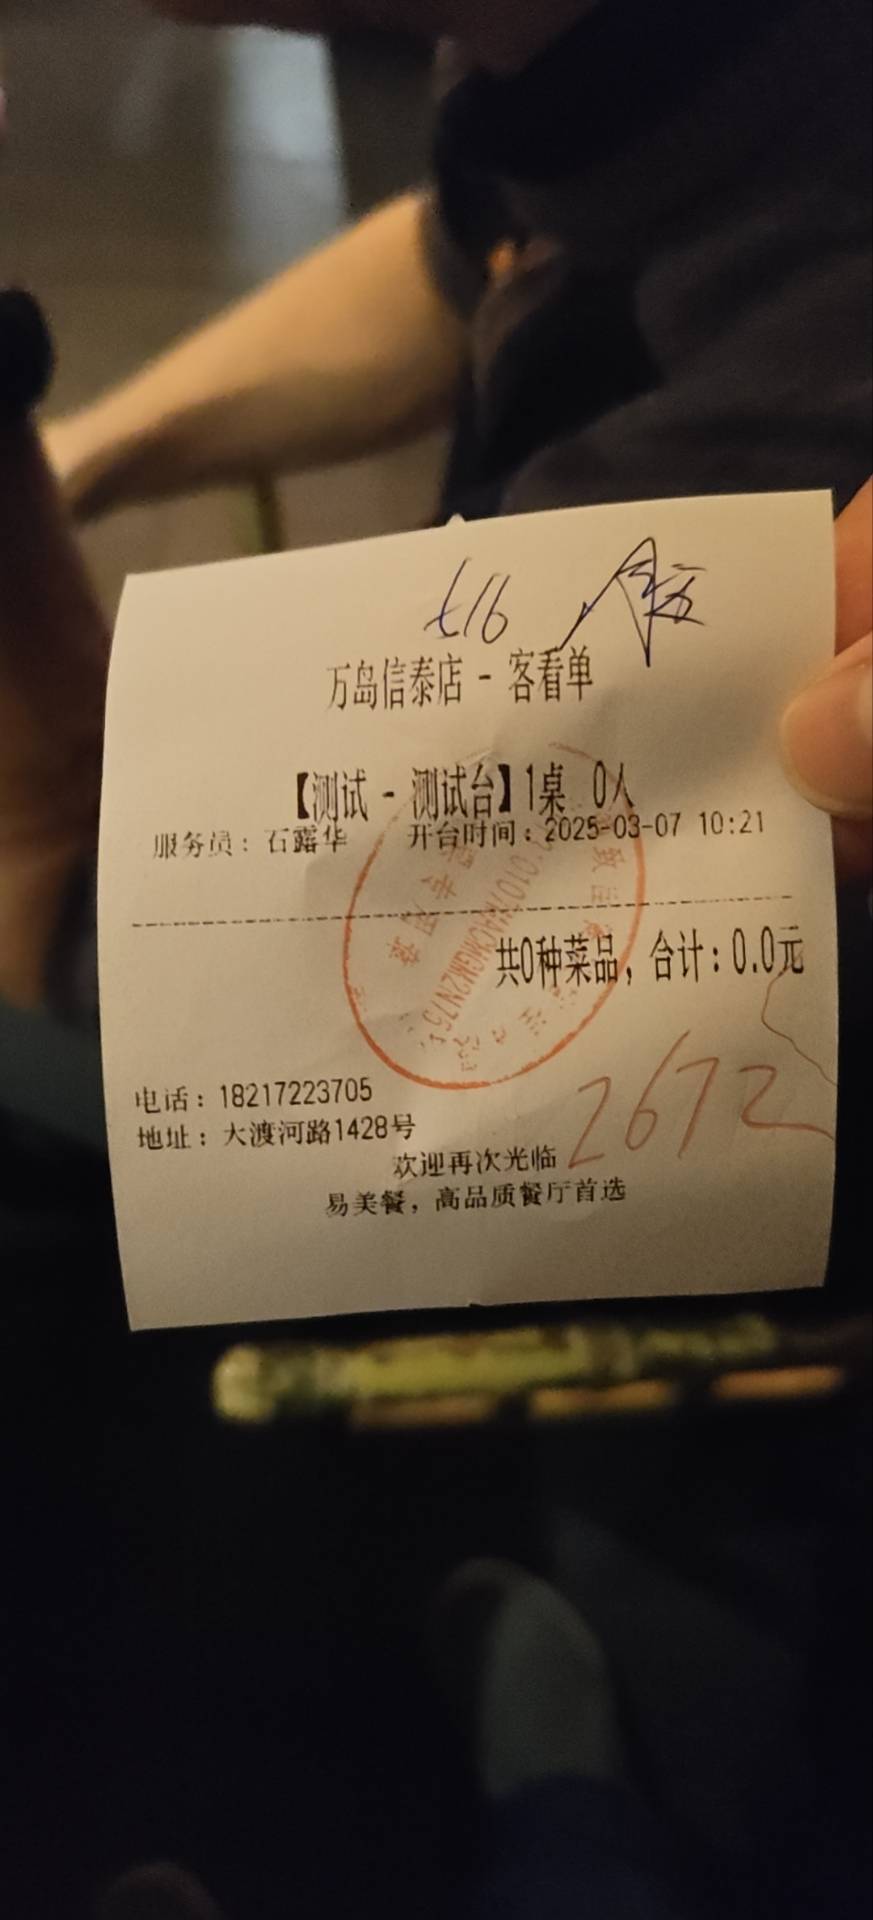 万岛信泰店 - 客看单
【测试 - 测试台】1桌 0人
服务员：石露华 开台时间：2025-03-07 10:21
共0种菜品，合计：0.0元
2672
电话：18217223705
地址：大渡河路1428号
欢迎再次光临
易美餐，高品质餐厅首选